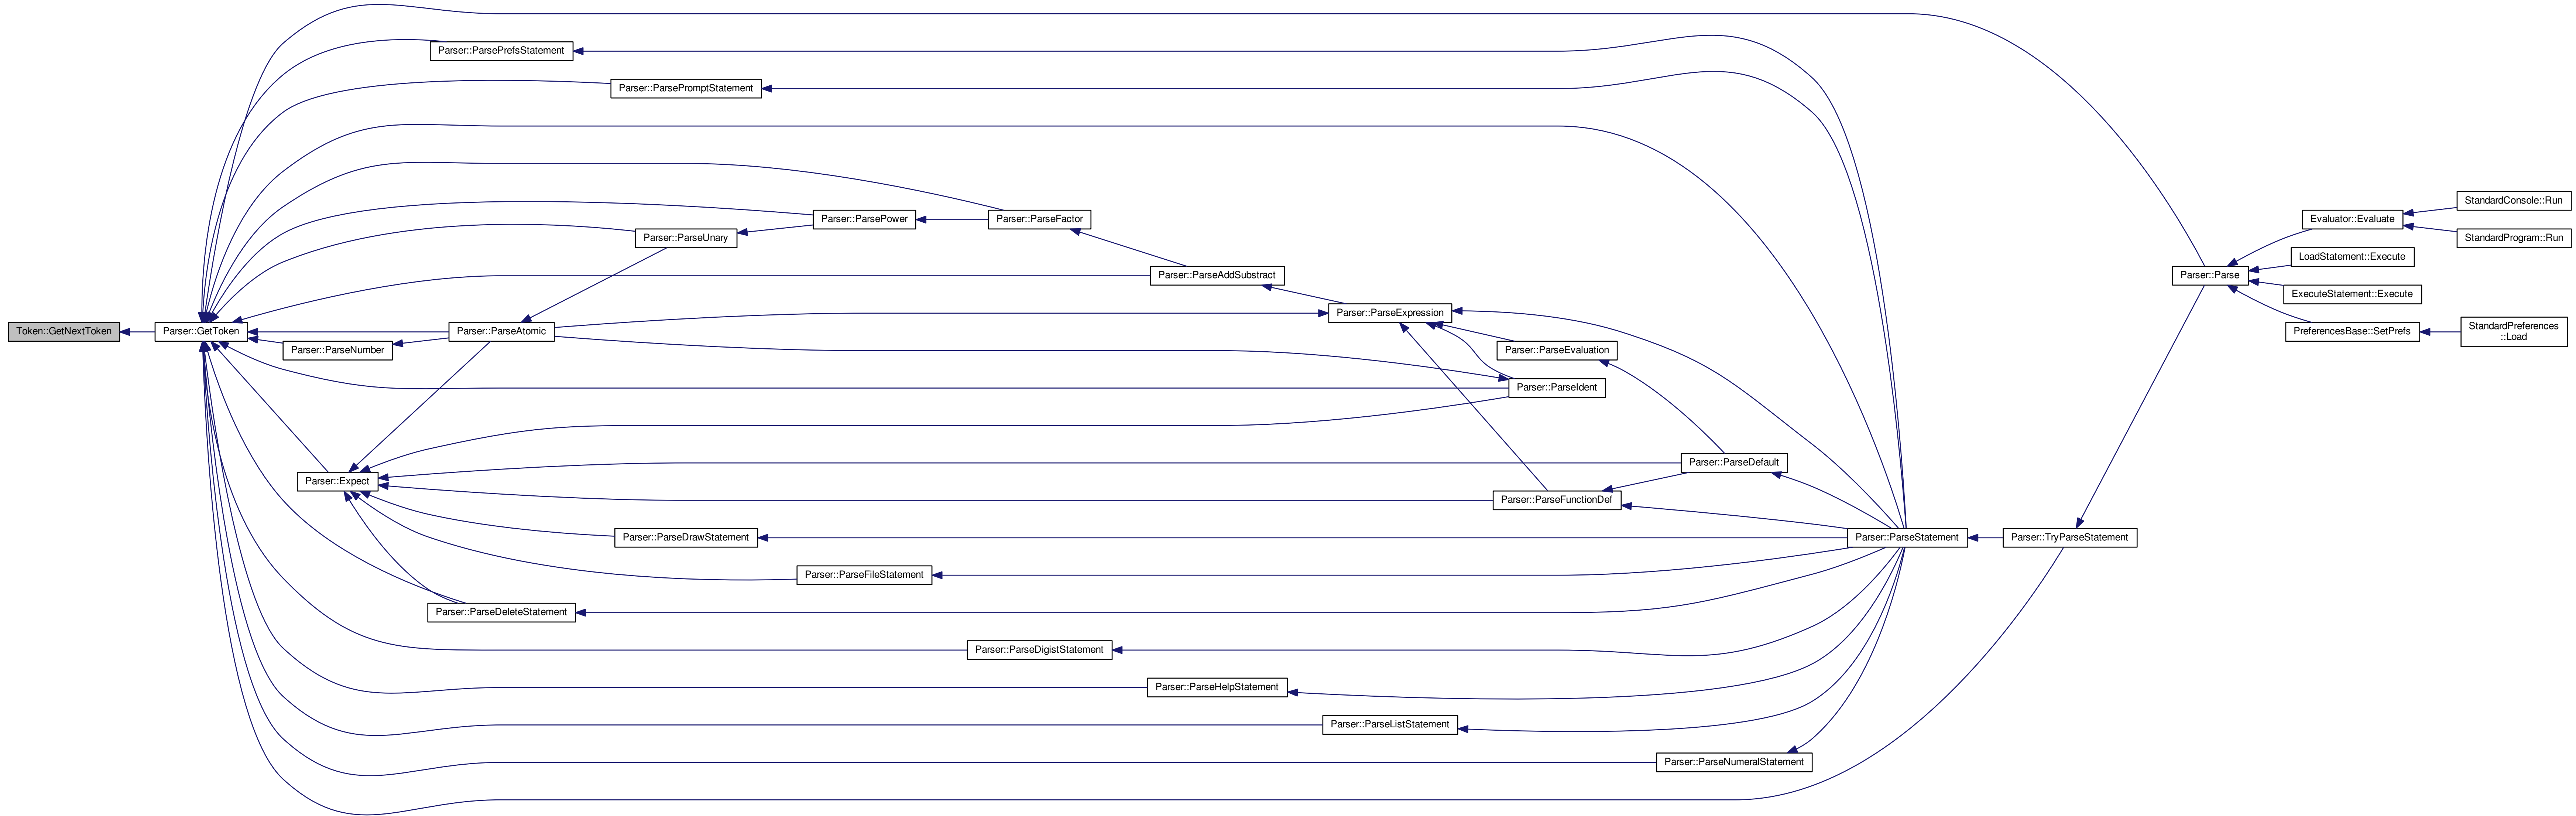 Parser::ParsePrefsStatement
Parser::ParsePromptStatement
StandardConsole::Run
Parser::ParsePower
Parser::ParseFactor
Evaluator::Evaluate
Parser::ParseUnary
StandardProgram::Run
LoadStatement::Execute
Parser::ParseAddSubstract
Parser::Parse
ExecuteStatement::Execute
Parser::ParseExpression
Token::GetNextToken
Parser::GetToken
Parser::ParseAtomic
PreferencesBase::SetPrefs
StandardPreferences
::Load
Parser::ParseNumber
Parser::ParseEvaluation
Parser::ParseIdent
Parser::ParseDefault
Parser::Expect
Parser::ParseFunctionDef
Parser::ParseDrawStatement
Parser::ParseStatement
Parser::TryParseStatement
Parser::ParseFileStatement
Parser::ParseDeleteStatement
Parser::ParseDigistStatement
Parser::ParseHelpStatement
Parser::ParseListStatement
Parser::ParseNumeralStatement